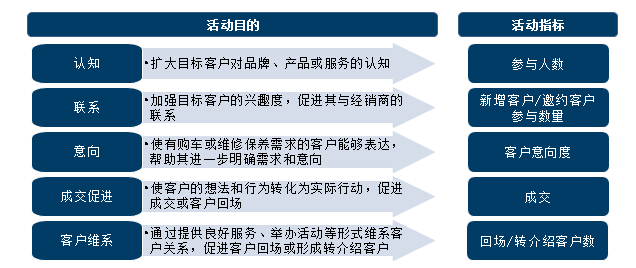 活动目的
活动指标
认知
•扩大目标客户对品牌、产品或服务的认知
参与人数
联系
•加强目标客户的兴趣度，促进其与经销商的
联系
新增客户/邀约客户
参与数量
意向
•使有购车或维修保养需求的客户能够表达，
帮助其进一步明确需求和意向
客户意向度
成交促进
•使客户的想法和行为转化为实际行动，促进
成交或客户回场
成交
客户维系
•通过提供良好服务、举办活动等形式维系客
户关系，促进客户回场或形成转介绍客户
回场/转介绍客户数